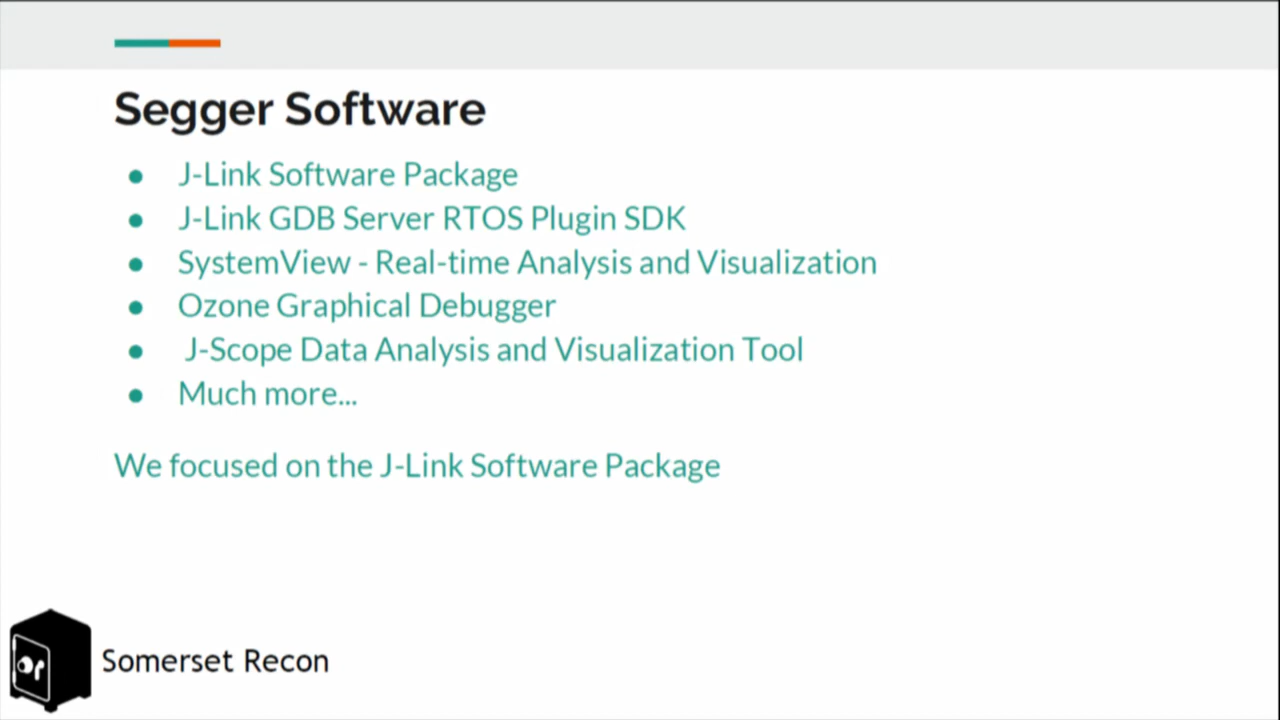 Segger Software
● J-Link Software Package
● J-Link GDB Server RTOS Plugin SDK
● SystemView - Real-time Analysis and Visualization
● Ozone Graphical Debugger
● J-Scope Data Analysis and Visualization Tool
● Much more...
We focused on the J-Link Software Package
Somerset Recon